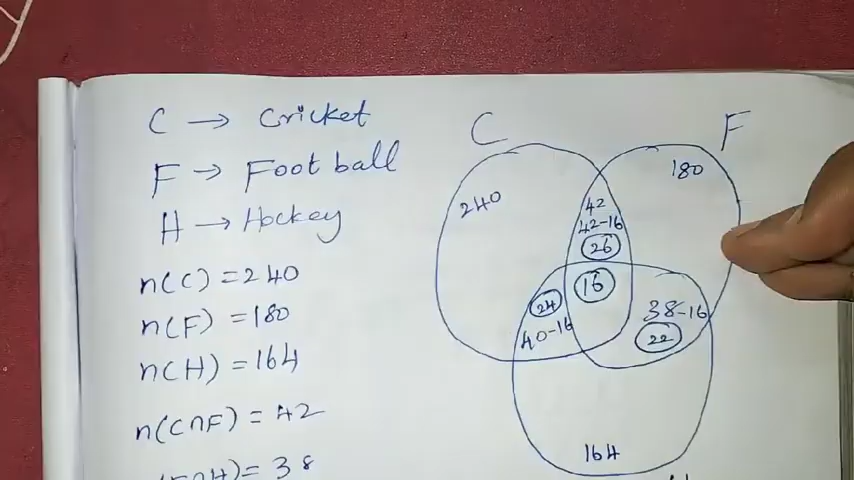 C → Cricket
F → Foot ball
H → Hockey
n(C) = 240
n(F) = 180
n(H) = 164
n(C∩F) = 42
n(F∩H) = 38
C
F
240
180
42
42-16
26
16
24
40-16
38-16
22
164